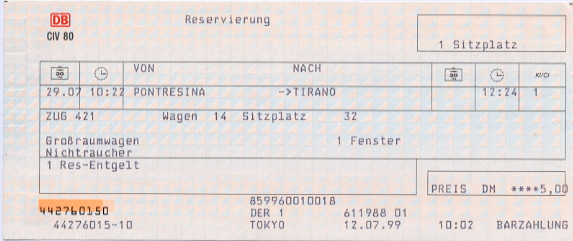 DB
Reservierung
CIV 80
1 Sitzplatz
VON NACH Kl/Cl
29.07 10:22 PONTRESINA ->TIRANO 12:24 1
ZUG 421 Wagen 14 Sitzplatz 32
Großraumwagen 1 Fenster
Nichtraucher
1 Res-Entgelt
PREIS DM ****5,00
859960010018
442760150 DER 1 611988 01
44276015-10 TOKYO 12.07.99 10:02 BARZAHLUNG